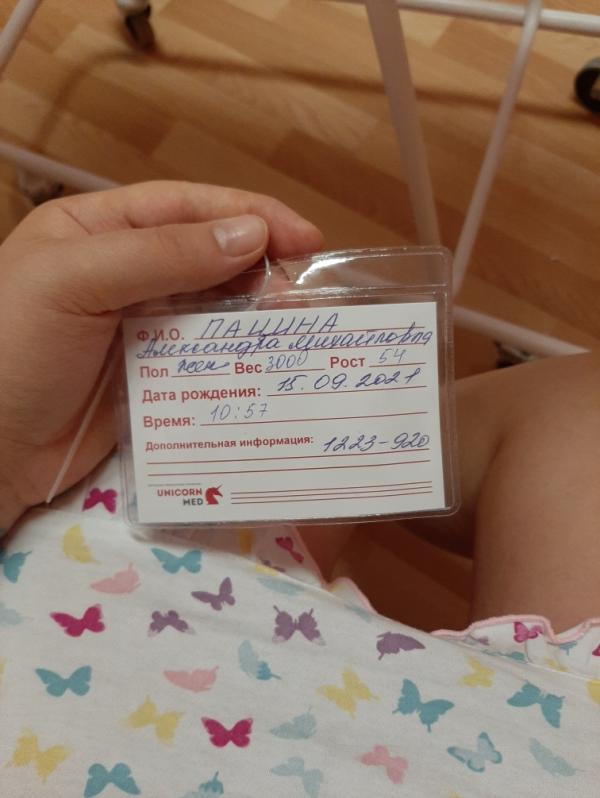 Ф.И.О. ПАЦИНА
Александра Михайловна
Пол жен Вес 3000 Рост 54
Дата рождения: 15.09.2021
Время: 10:57
Дополнительная информация: 1223-920
UNICORN
MED